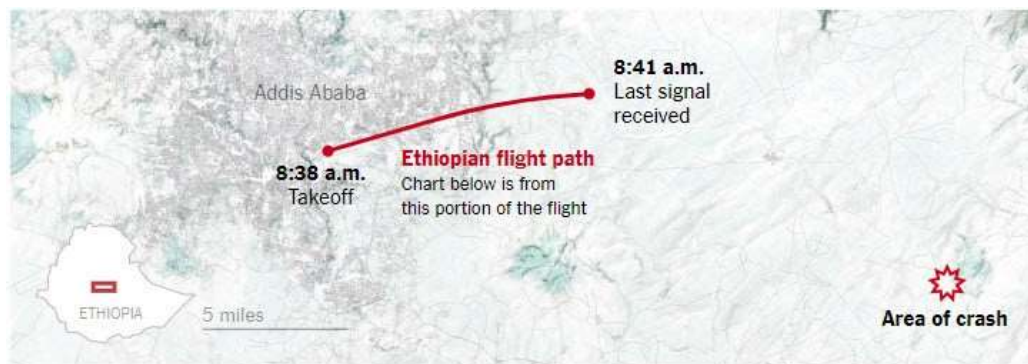 Addis Ababa
8:41 a.m.
Last signal
received
8:38 a.m.
Takeoff
Ethiopian flight path
Chart below is from
this portion of the flight
ETHIOPIA
5 miles
Area of crash